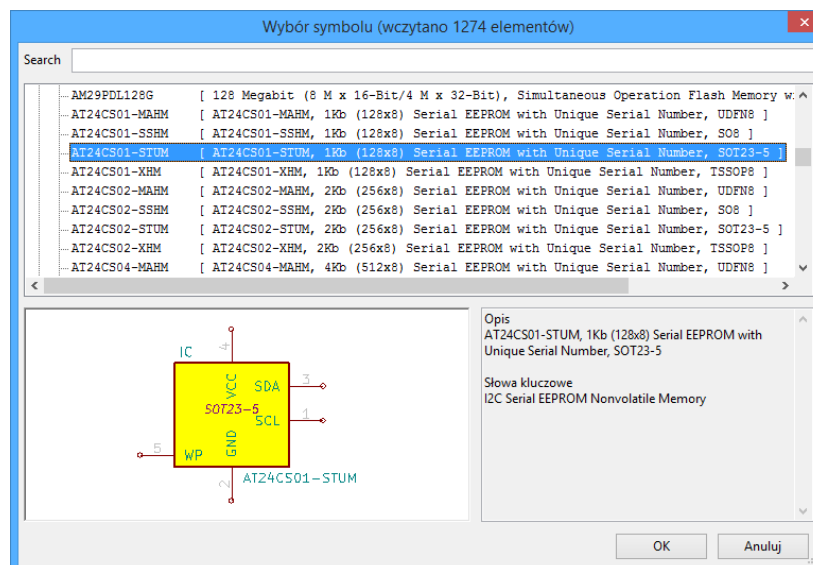 Wybór symbolu (wczytano 1274 elementów)
Search
AM29PDL128G [ 128 Megabit (8 M x 16-Bit/4 M x 32-Bit), Simultaneous Operation Flash Memory w
AT24CS01-MAHM [ AT24CS01-MAHM, 1Kb (128x8) Serial EEPROM with Unique Serial Number, UDFN8 ]
AT24CS01-SSHM [ AT24CS01-SSHM, 1Kb (128x8) Serial EEPROM with Unique Serial Number, SO8 ]
AT24CS01-STUM [ AT24CS01-STUM, 1Kb (128x8) Serial EEPROM with Unique Serial Number, SOT23-5 ]
AT24CS01-XHM [ AT24CS01-XHM, 1Kb (128x8) Serial EEPROM with Unique Serial Number, TSSOP8 ]
AT24CS02-MAHM [ AT24CS02-MAHM, 2Kb (256x8) Serial EEPROM with Unique Serial Number, UDFN8 ]
AT24CS02-SSHM [ AT24CS02-SSHM, 2Kb (256x8) Serial EEPROM with Unique Serial Number, SO8 ]
AT24CS02-STUM [ AT24CS02-STUM, 2Kb (256x8) Serial EEPROM with Unique Serial Number, SOT23-5 ]
AT24CS02-XHM [ AT24CS02-XHM, 2Kb (256x8) Serial EEPROM with Unique Serial Number, TSSOP8 ]
AT24CS04-MAHM [ AT24CS04-MAHM, 4Kb (512x8) Serial EEPROM with Unique Serial Number, UDFN8 ]
IC
4
VCC
SDA
3
SOT23-5
SCL
1
5
WP
GND
2
AT24CS01-STUM
Opis
AT24CS01-STUM, 1Kb (128x8) Serial EEPROM with
Unique Serial Number, SOT23-5
Słowa kluczowe
I2C Serial EEPROM Nonvolatile Memory
OK
Anuluj